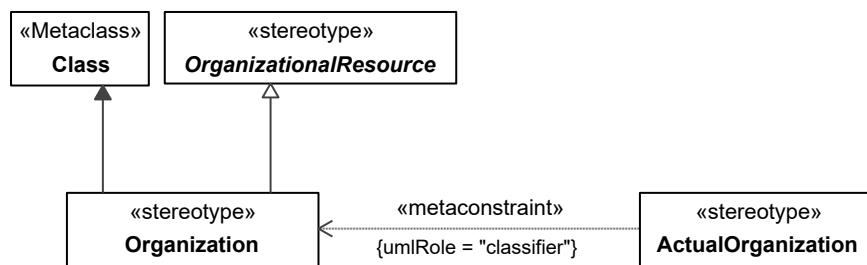 «Metaclass»
Class
«stereotype»
OrganizationalResource
«stereotype»
Organization
«metaconstraint»
{umlRole = "classifier"}
«stereotype»
ActualOrganization